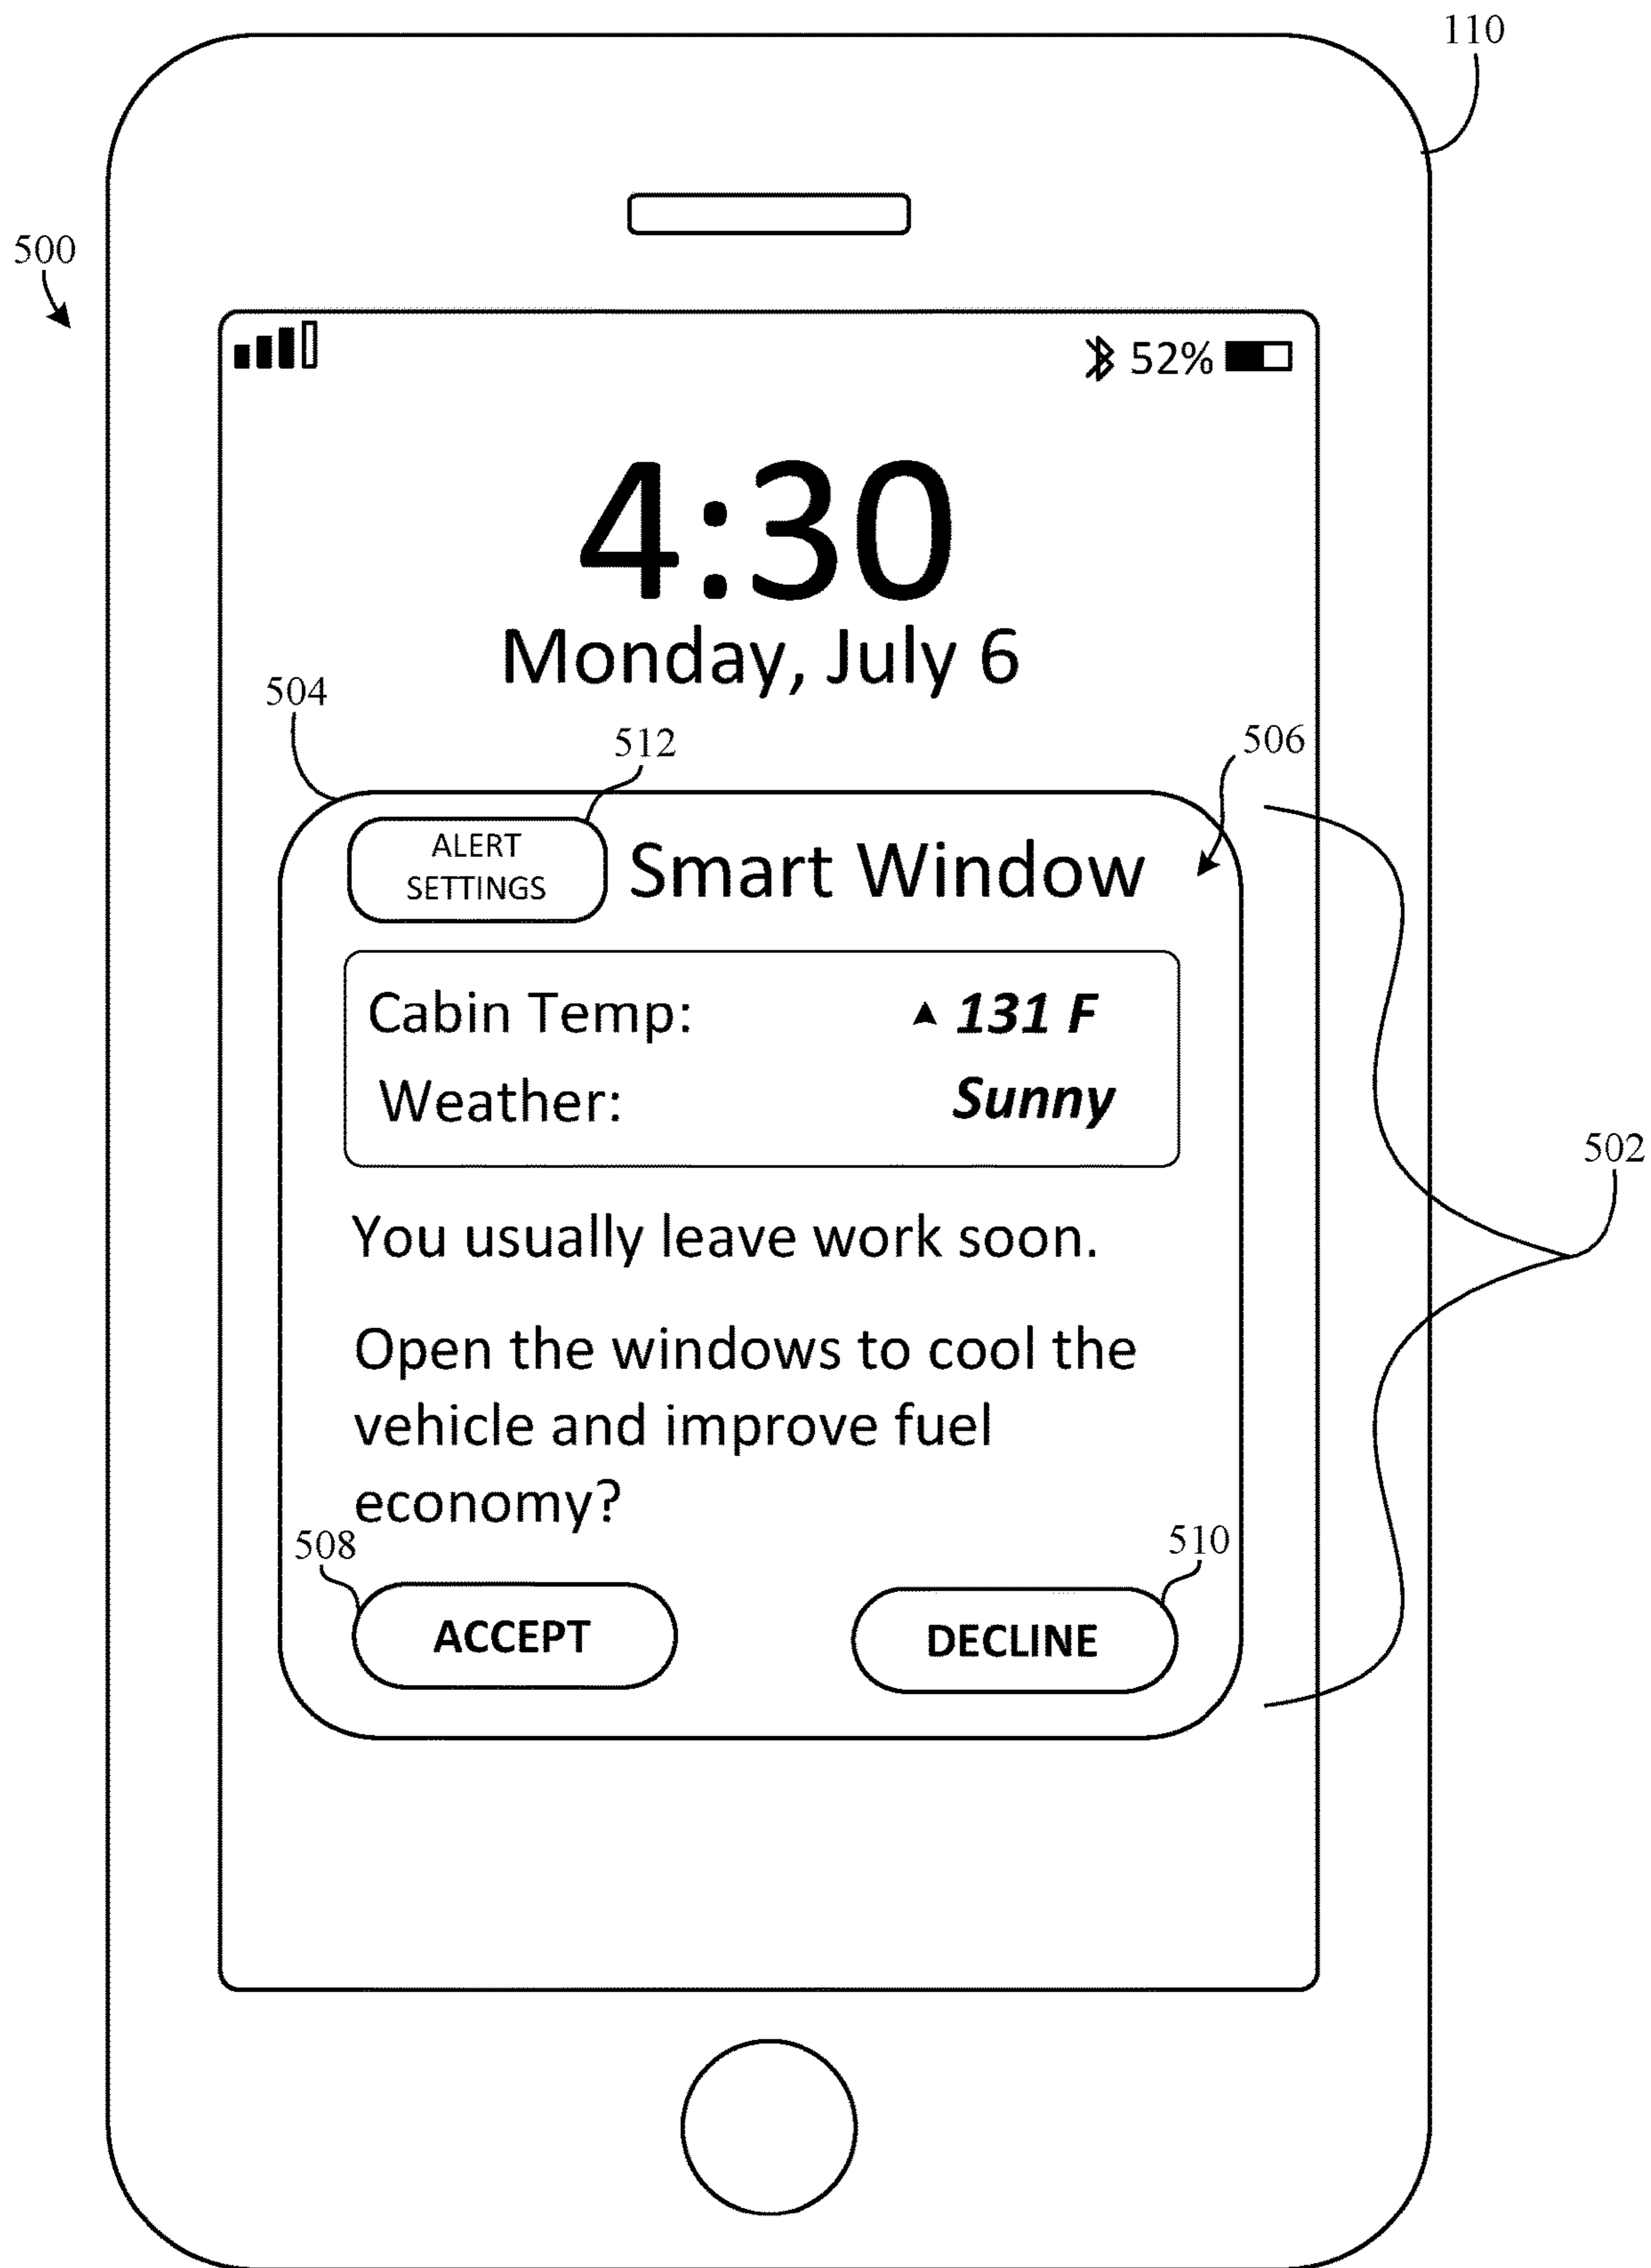 110
500
52%
4:30
Monday, July 6
504
512
506
ALERT
SETTINGS
Smart Window
Cabin Temp: ▲ 131 F
Weather: Sunny
502
You usually leave work soon.
Open the windows to cool the
vehicle and improve fuel
economy?
508
510
ACCEPT
DECLINE